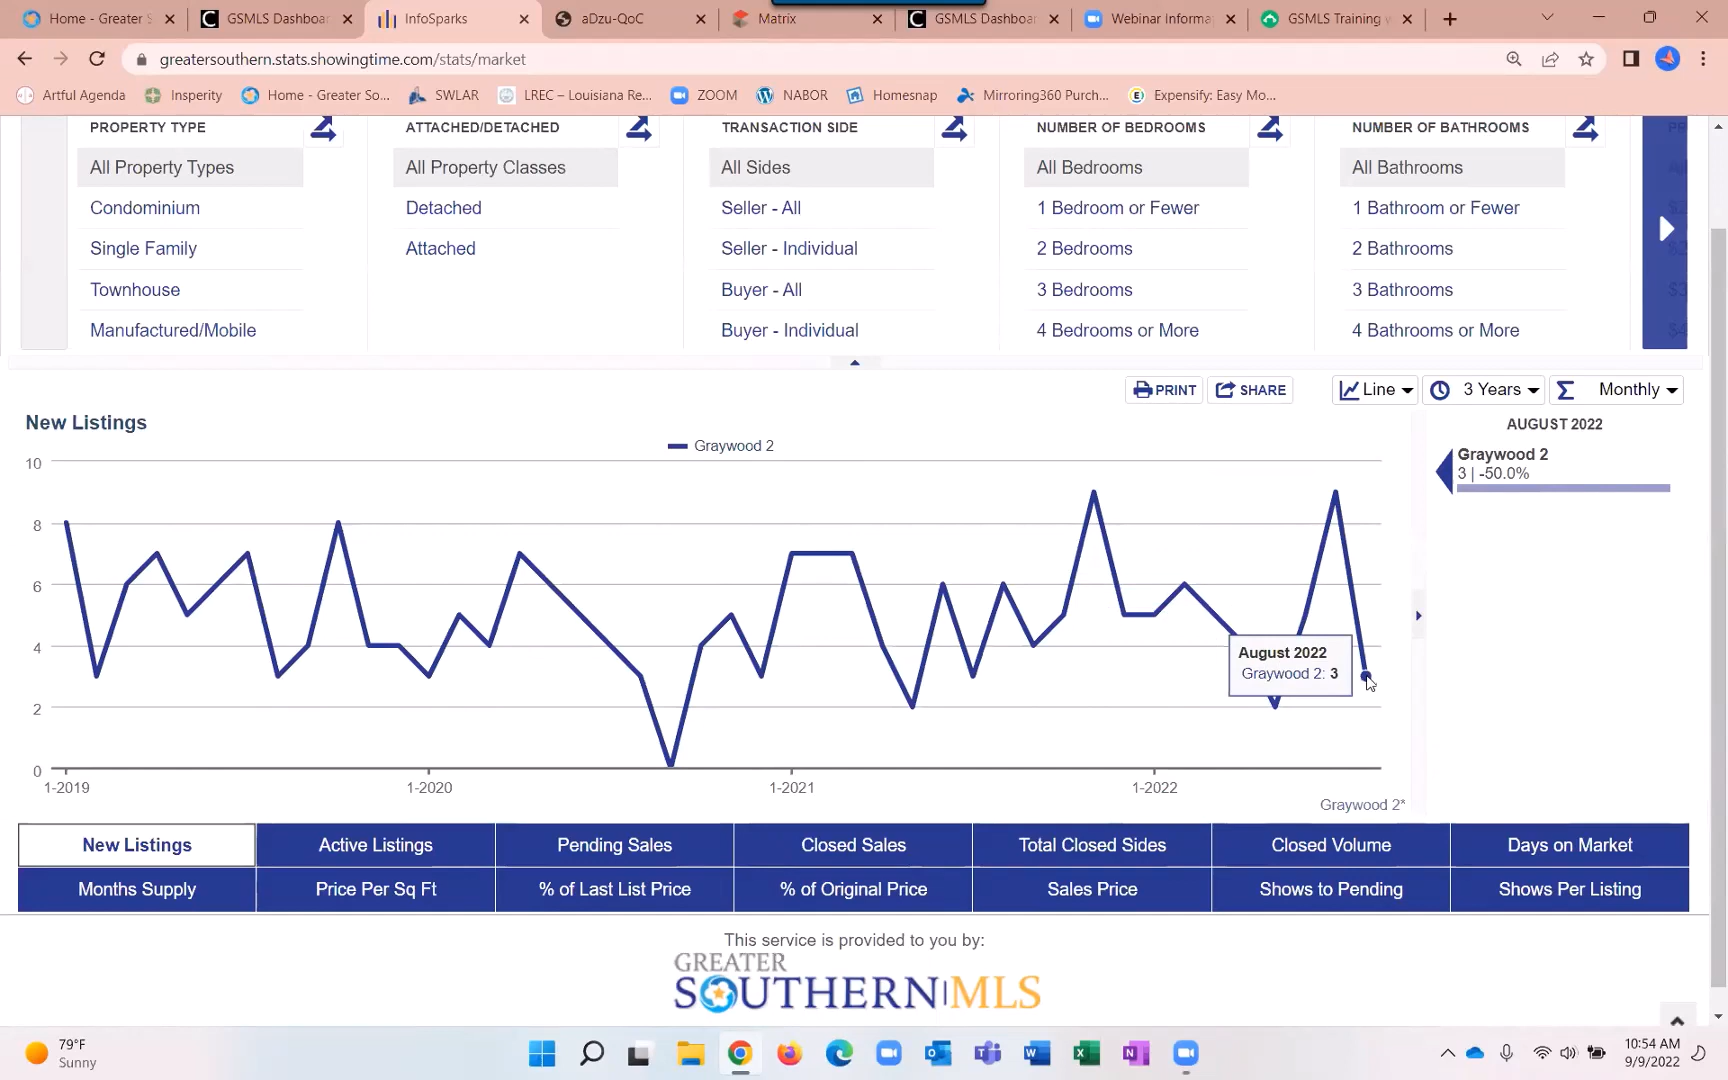 Home - Greater S
GSMLS Dashboar
InfoSparks
aDzu-QoC
Matrix
GSMLS Dashboar
Webinar Informa
GSMLS Training
greatersouthern.stats.showingtime.com/stats/market
Artful Agenda
Insperity
Home - Greater So...
SWLAR
LREC – Louisiana Re...
ZOOM
NABOR
Homesnap
Mirroring360 Purch...
Expensify: Easy Mo...
PROPERTY TYPE
ATTACHED/DETACHED
TRANSACTION SIDE
NUMBER OF BEDROOMS
NUMBER OF BATHROOMS
All Property Types
All Property Classes
All Sides
All Bedrooms
All Bathrooms
Condominium
Detached
Seller - All
1 Bedroom or Fewer
1 Bathroom or Fewer
Single Family
Attached
Seller - Individual
2 Bedrooms
2 Bathrooms
Townhouse
Buyer - All
3 Bedrooms
3 Bathrooms
Manufactured/Mobile
Buyer - Individual
4 Bedrooms or More
4 Bathrooms or More
PRINT
SHARE
Line
3 Years
Monthly
New Listings
Graywood 2
AUGUST 2022
Graywood 2
3 | -50.0%
10
8
6
4
2
0
August 2022
Graywood 2: 3
1-2019
1-2020
1-2021
1-2022
Graywood 2*
New Listings
Active Listings
Pending Sales
Closed Sales
Total Closed Sides
Closed Volume
Days on Market
Months Supply
Price Per Sq Ft
% of Last List Price
% of Original Price
Sales Price
Shows to Pending
Shows Per Listing
This service is provided to you by:
GREATER
SOUTHERN|MLS
79°F
Sunny
10:54 AM
9/9/2022